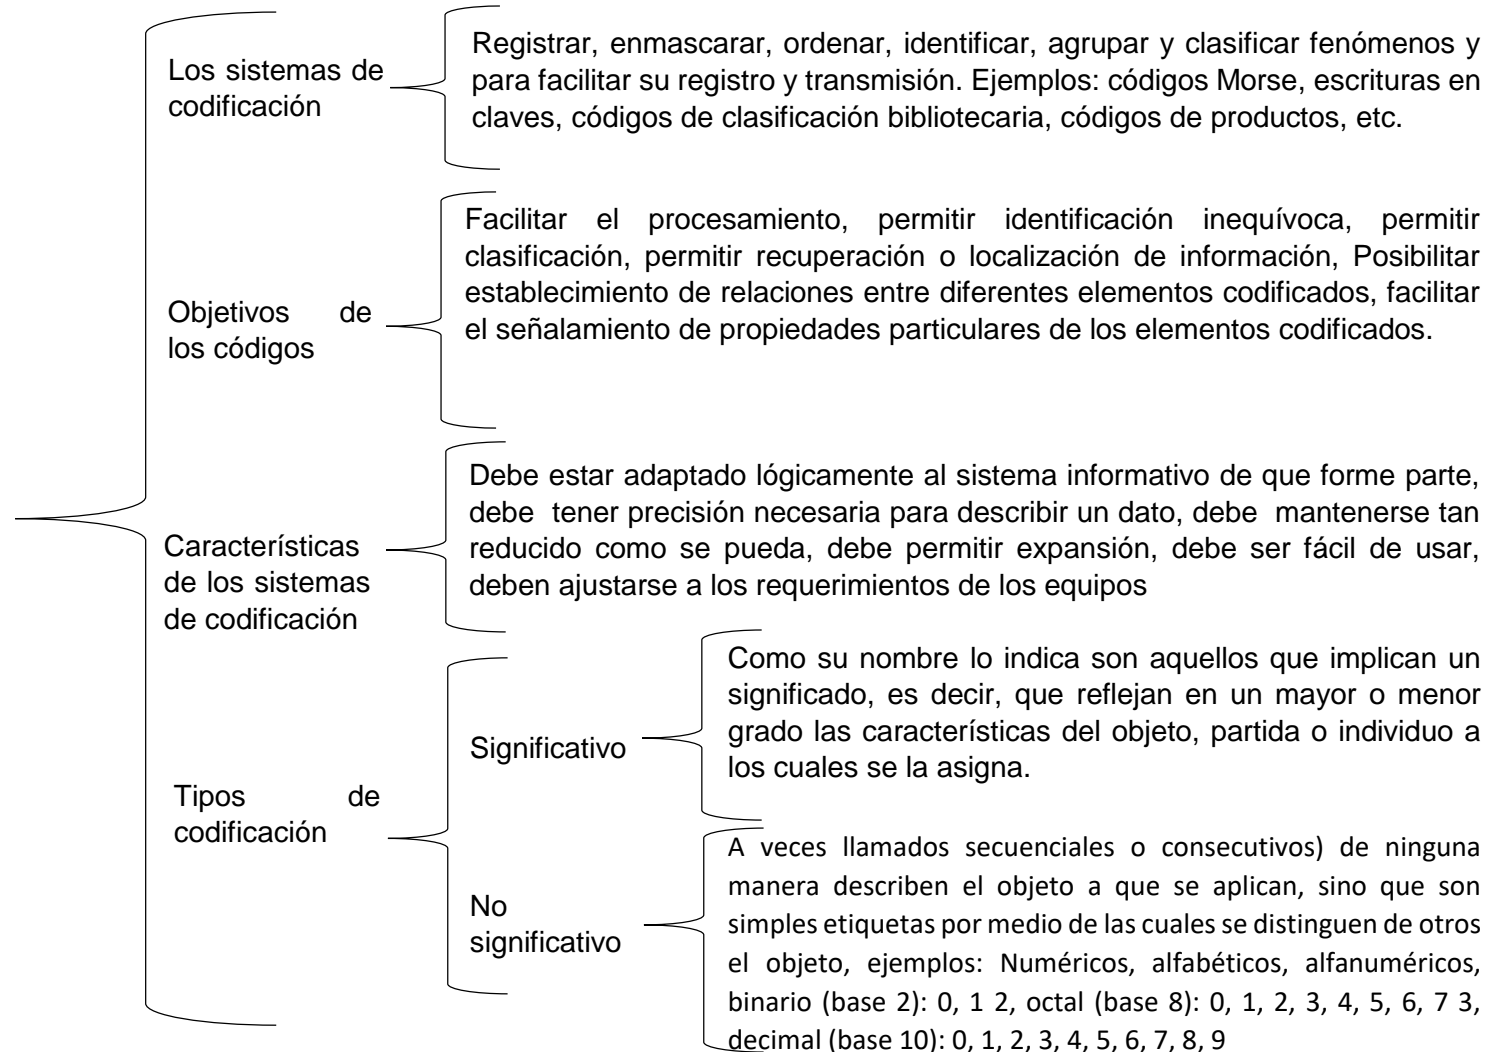 Los sistemas de
codificación
Registrar, enmascarar, ordenar, identificar, agrupar y clasificar fenómenos y
para facilitar su registro y transmisión. Ejemplos: códigos Morse, escrituras en
claves, códigos de clasificación bibliotecaria, códigos de productos, etc.
Objetivos de
los códigos
Facilitar el procesamiento, permitir identificación inequívoca, permitir
clasificación, permitir recuperación o localización de información, Posibilitar
establecimiento de relaciones entre diferentes elementos codificados, facilitar
el señalamiento de propiedades particulares de los elementos codificados.
Características
de los sistemas
de codificación
Debe estar adaptado lógicamente al sistema informativo de que forme parte,
debe tener precisión necesaria para describir un dato, debe mantenerse tan
reducido como se pueda, debe permitir expansión, debe ser fácil de usar,
deben ajustarse a los requerimientos de los equipos
Tipos de
codificación
Significativo
Como su nombre lo indica son aquellos que implican un
significado, es decir, que reflejan en un mayor o menor
grado las características del objeto, partida o individuo a
los cuales se la asigna.
No
significativo
A veces llamados secuenciales o consecutivos) de ninguna
manera describen el objeto a que se aplican, sino que son
simples etiquetas por medio de las cuales se distinguen de otros
el objeto, ejemplos: Numéricos, alfabéticos, alfanuméricos,
binario (base 2): 0, 1 2, octal (base 8): 0, 1, 2, 3, 4, 5, 6, 7 3,
decimal (base 10): 0, 1, 2, 3, 4, 5, 6, 7, 8, 9